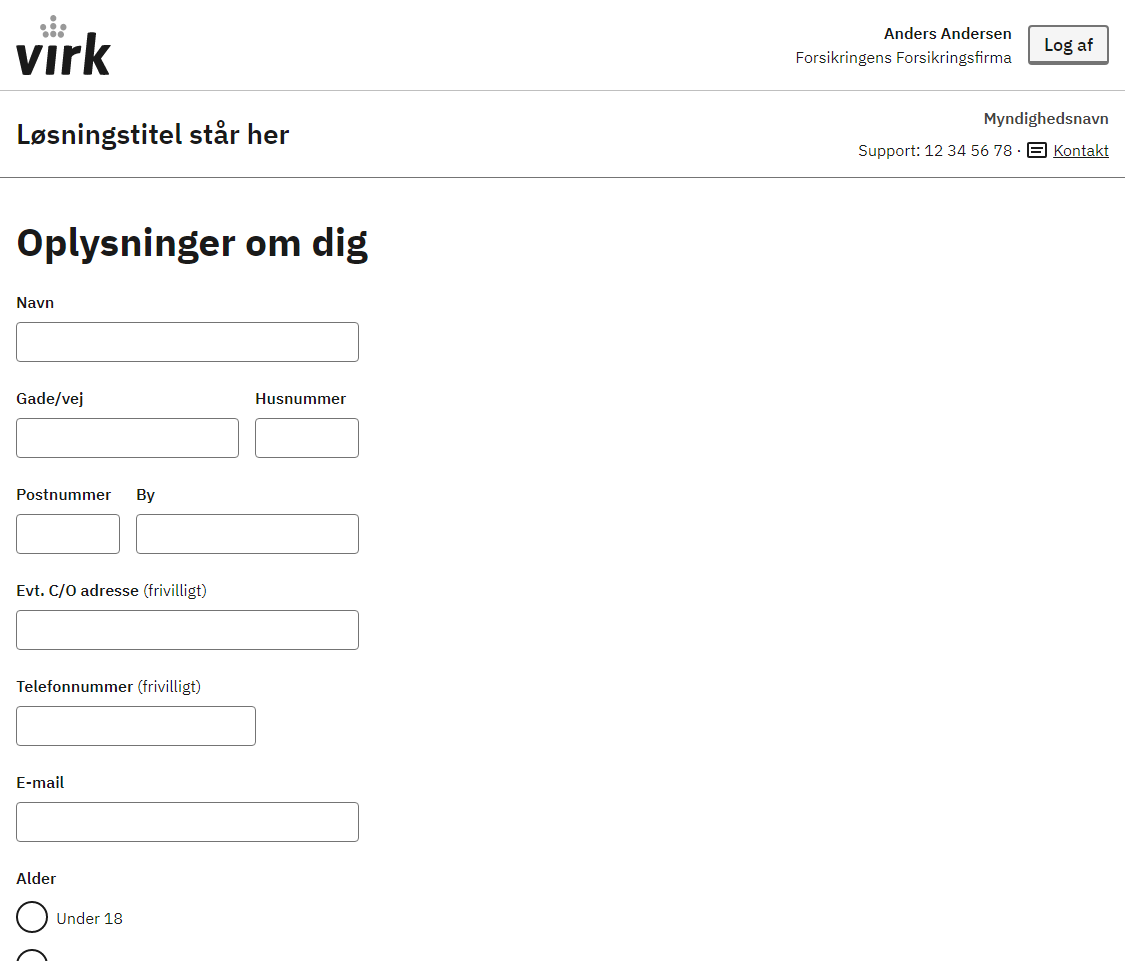 virk
Anders Andersen
Forsikringens Forsikringsfirma
Log af
Løsningstitel står her
Myndighedsnavn
Support: 12 34 56 78 · Kontakt
Oplysninger om dig
Navn
Gade/vej Husnummer
Postnummer By
Evt. C/O adresse (frivilligt)
Telefonnummer (frivilligt)
E-mail
Alder
Under 18